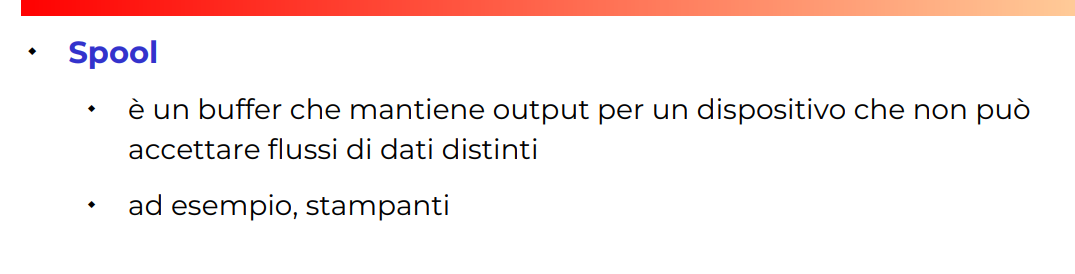 Spool
è un buffer che mantiene output per un dispositivo che non può
accettare flussi di dati distinti
ad esempio, stampanti